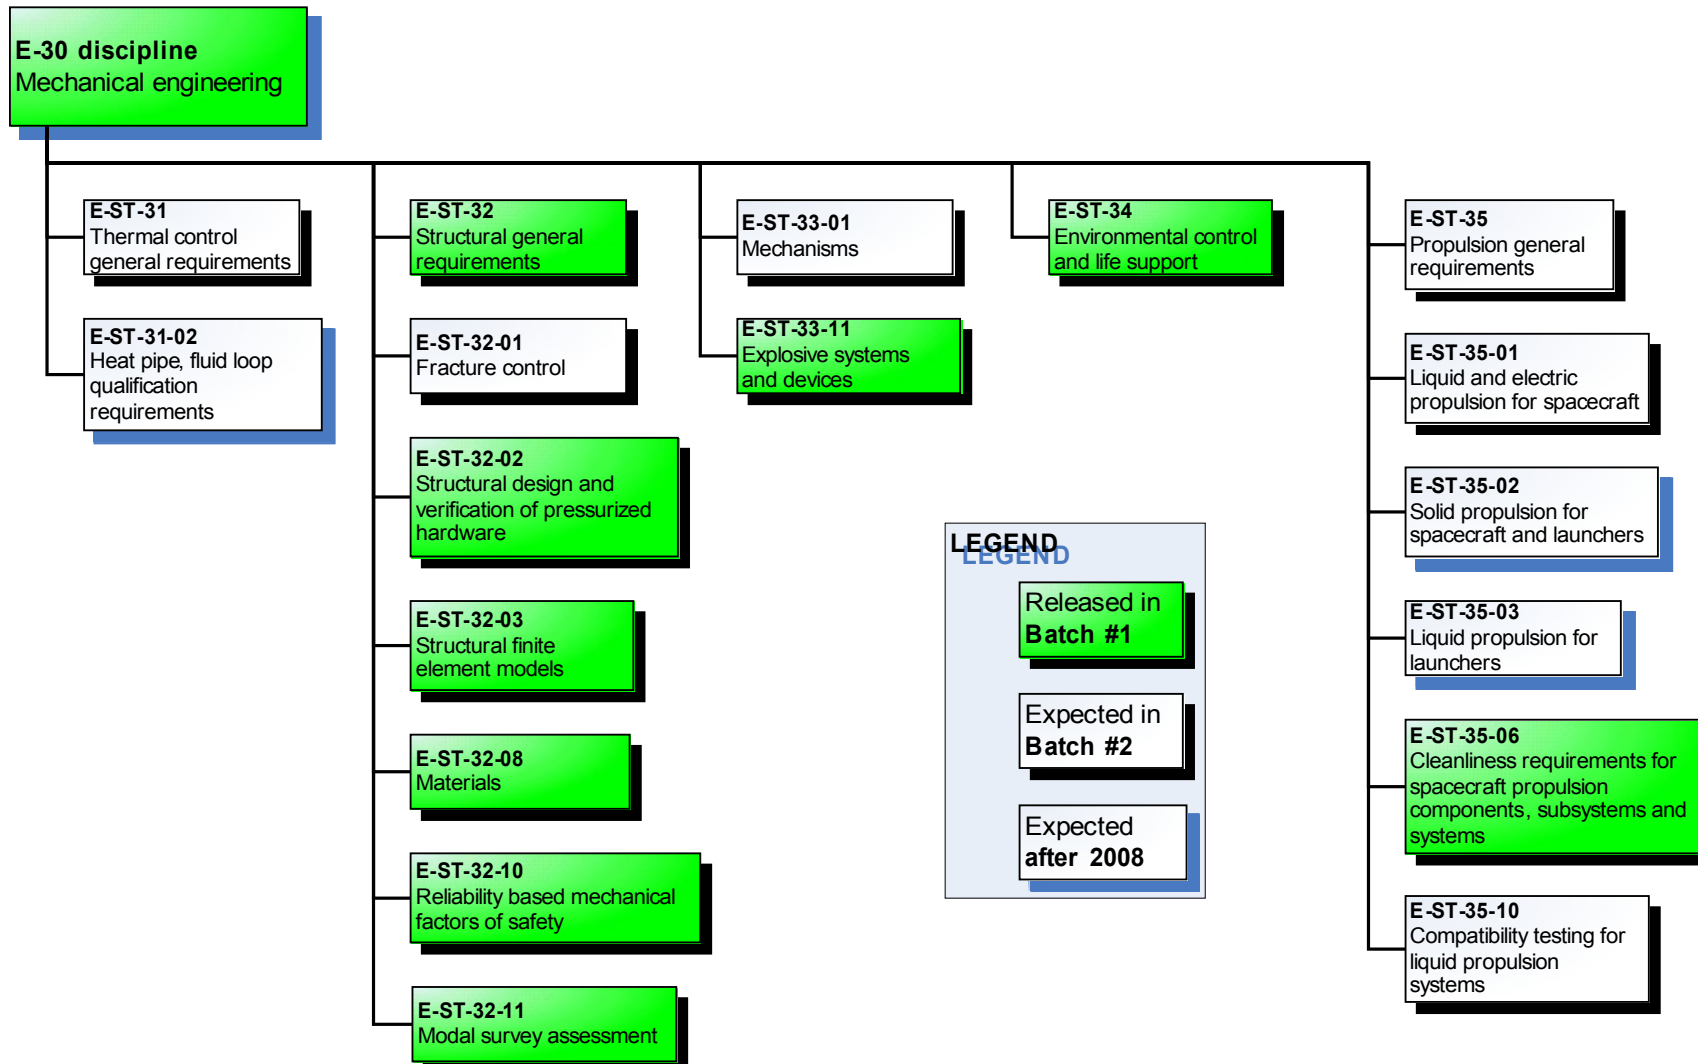 E-30 discipline
Mechanical engineering
E-ST-31
Thermal control
general requirements
E-ST-31-02
Heat pipe, fluid loop
qualification
requirements
E-ST-32
Structural general
requirements
E-ST-32-01
Fracture control
E-ST-32-02
Structural design and
verification of pressurized
hardware
E-ST-32-03
Structural finite
element models
E-ST-32-08
Materials
E-ST-32-10
Reliability based mechanical
factors of safety
E-ST-32-11
Modal survey assessment
E-ST-33-01
Mechanisms
E-ST-33-11
Explosive systems
and devices
E-ST-34
Environmental control
and life support
E-ST-35
Propulsion general
requirements
E-ST-35-01
Liquid and electric
propulsion for spacecraft
E-ST-35-02
Solid propulsion for
spacecraft and launchers
E-ST-35-03
Liquid propulsion for
launchers
E-ST-35-06
Cleanliness requirements for
spacecraft propulsion
components, subsystems and
systems
E-ST-35-10
Compatibility testing for
liquid propulsion
systems
LEGEND
Released in
Batch #1
Expected in
Batch #2
Expected
after 2008